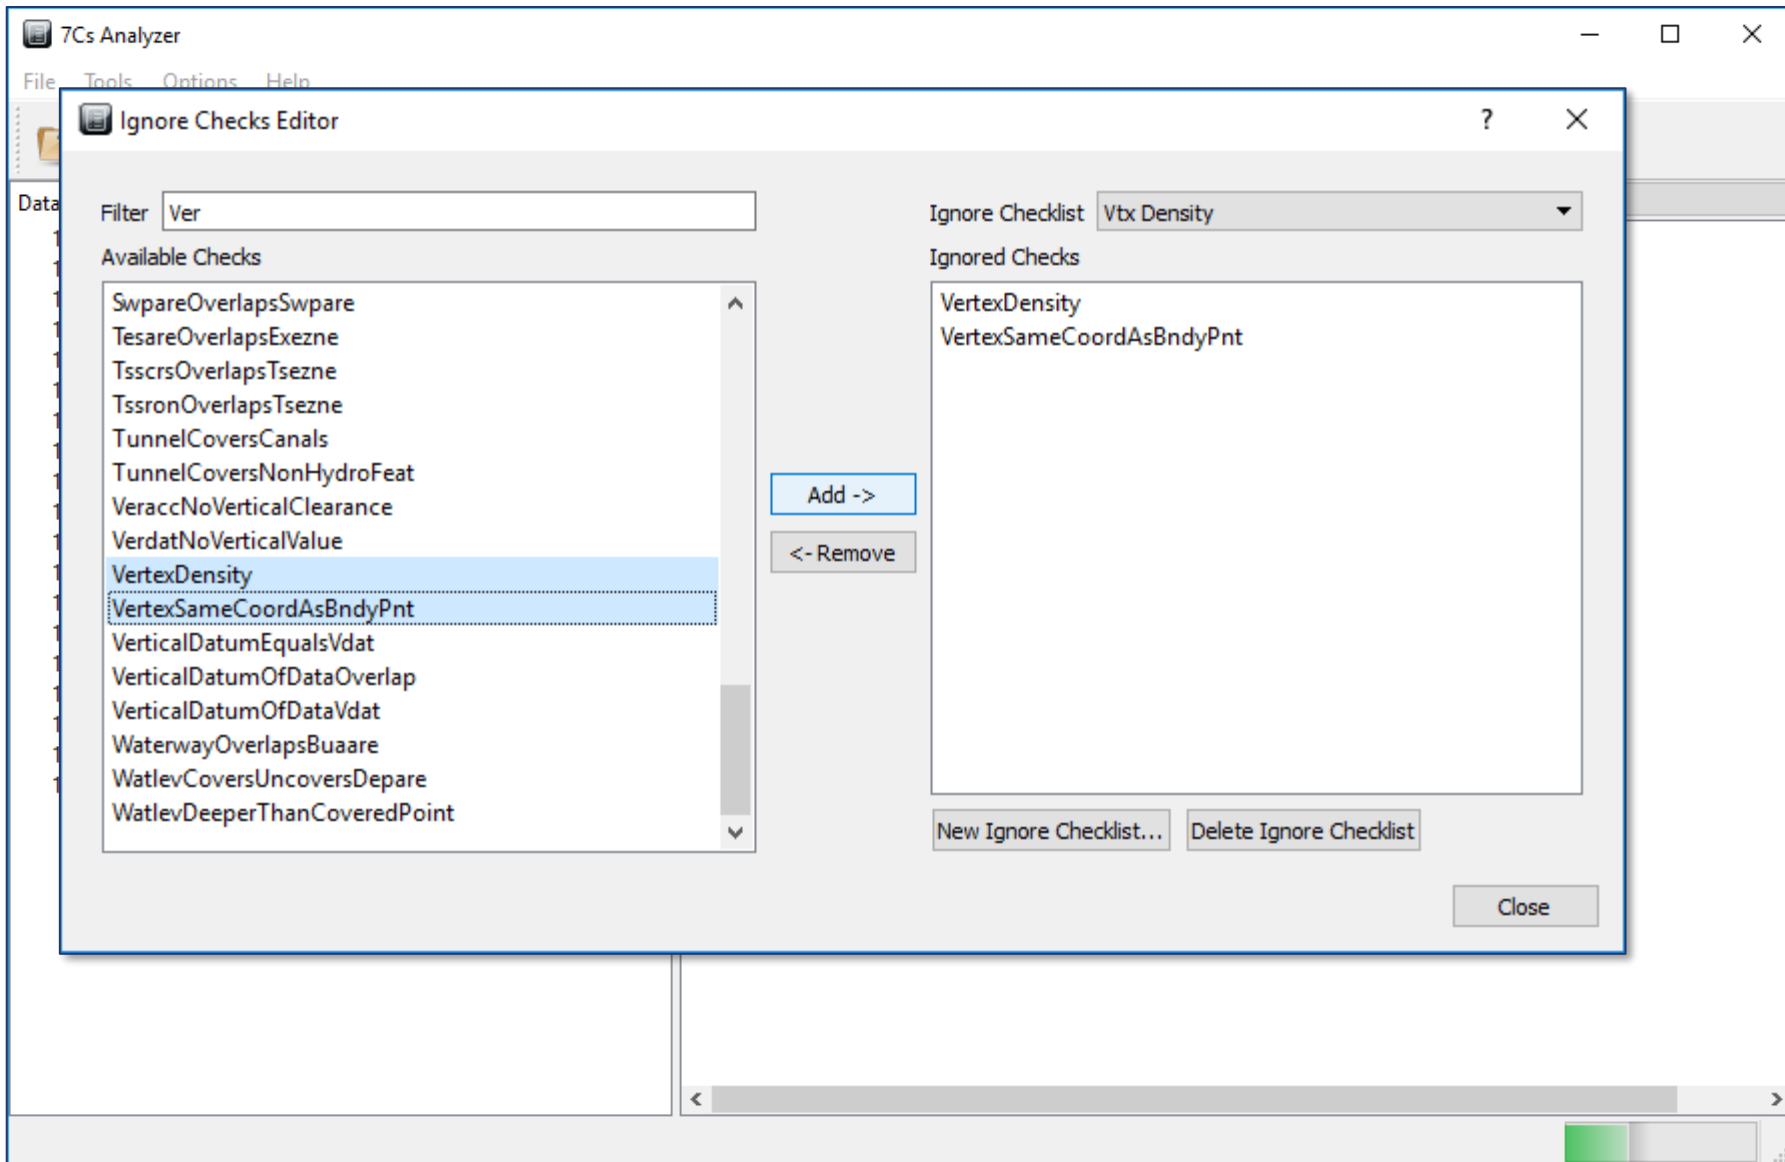 7Cs Analyzer
File Tools Options Help
Ignore Checks Editor
?
Data
Filter Ver
Ignore Checklist Vtx Density
Available Checks
Ignored Checks
SwpareOverlapsSwpare
TesareOverlapsExezne
TsscrsOverlapsTsezne
TssronOverlapsTsezne
TunnelCoversCanals
TunnelCoversNonHydroFeat
VeraccNoVerticalClearance
VerdatNoVerticalValue
VertexDensity
VertexSameCoordAsBndyPnt
VerticalDatumEqualsVdat
VerticalDatumOfDataOverlap
VerticalDatumOfDataVdat
WaterwayOverlapsBuaare
WatlevCoversUncoversDepare
WatlevDeeperThanCoveredPoint
Add ->
<- Remove
VertexDensity
VertexSameCoordAsBndyPnt
New Ignore Checklist...
Delete Ignore Checklist
Close